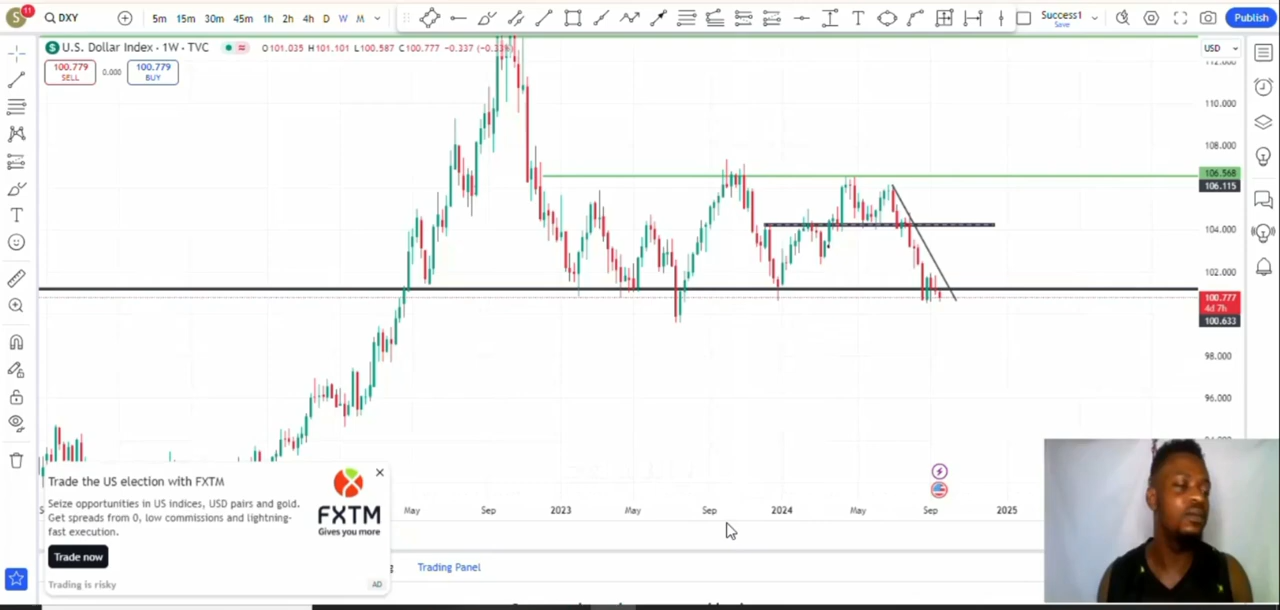 S
11
DXY
5m 15m 30m 45m 1h 2h 4h D W M
Success1
Save
Publish
U.S. Dollar Index · 1W · TVC
O101.035 H101.101 L100.587 C100.777 −0.337
100.779
SELL
0.000
100.779
BUY
USD
112.000
110.000
108.000
106.568
106.115
104.000
102.000
100.777
4d 7h
100.633
98.000
96.000
Trade the US election with FXTM
Seize opportunities in US indices, USD pairs and gold.
Get spreads from 0, low commissions and lightning-
fast execution.
Trade now
Trading is risky
FXTM
Gives you more
AD
May
Sep
2023
May
Sep
2024
May
Sep
2025
Trading Panel